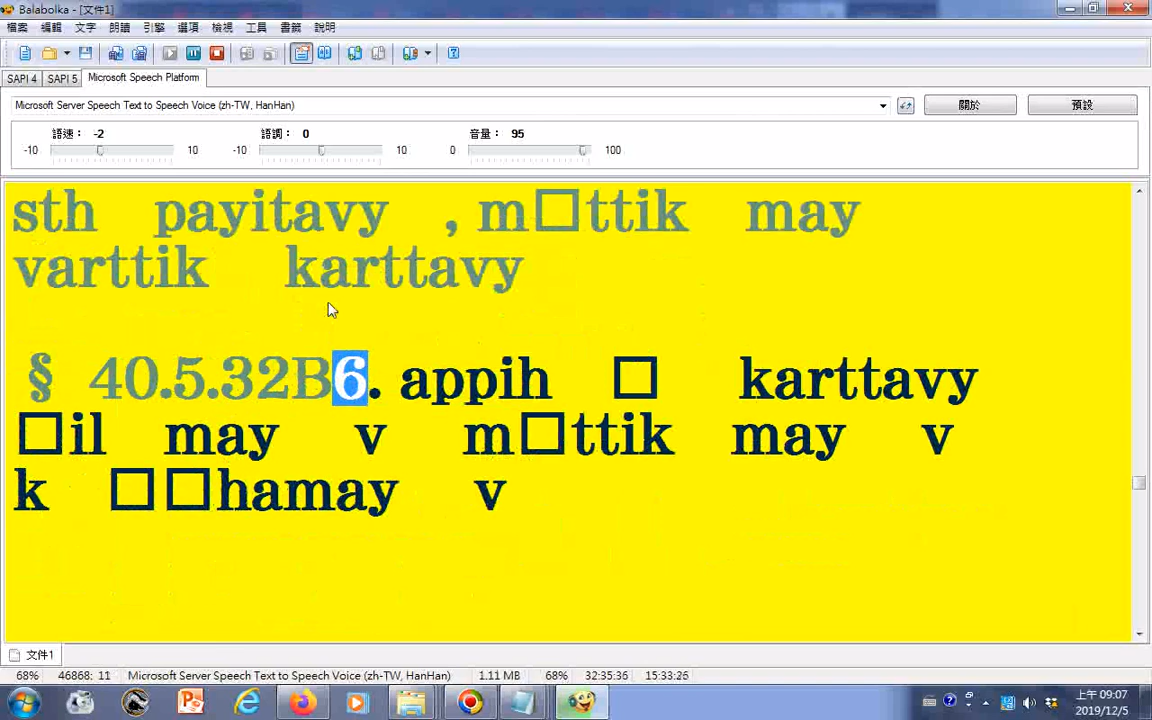 Balabolka - [文件1]
檔案 編輯 文字 朗讀 引擎 選項 檢視 工具 書籤 說明
SAPI 4 SAPI 5 Microsoft Speech Platform
Microsoft Server Speech Text to Speech Voice (zh-TW, HanHan) 關於 預設
語速： -2 語調： 0 音量： 95
-10 10 -10 10 0 100
sth payitavy , m□ttik may
varttik karttavy
§ 40.5.32B6. appih □ karttavy
□il may v m□ttik may v
k □□hamay v
文件1
68% 46868: 11 Microsoft Server Speech Text to Speech Voice (zh-TW, HanHan) 1.11 MB 68% 32:35:36 15:33:26
上午 09:07
2019/12/5